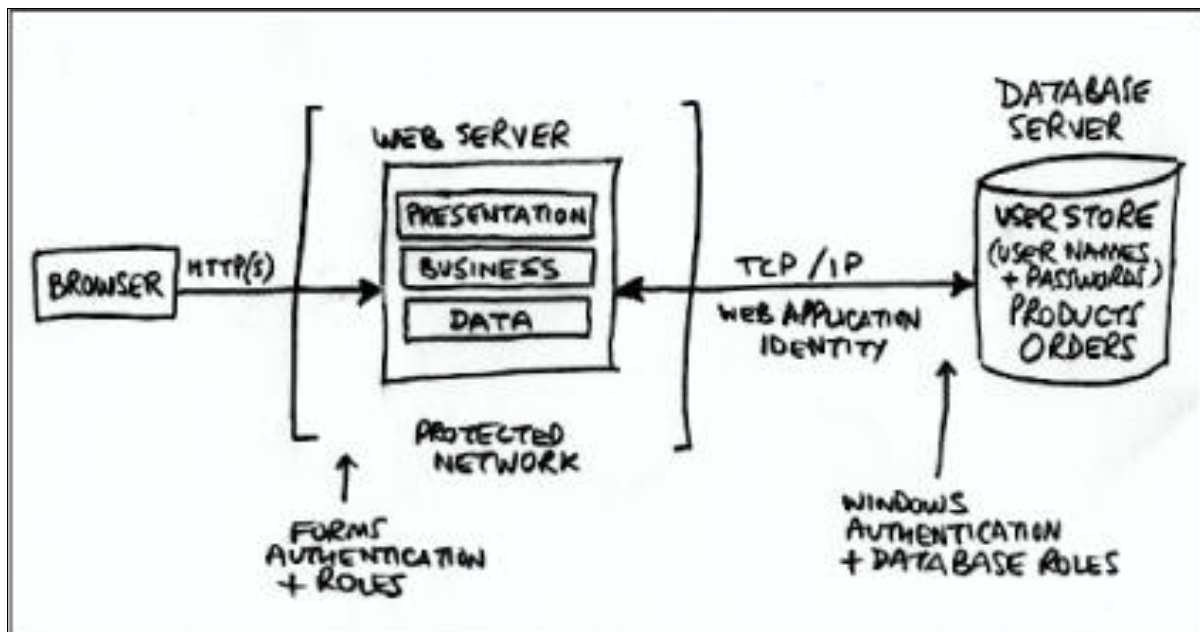 DATABASE
SERVER
WEB SERVER
PRESENTATION
BUSINESS
DATA
BROWSER
HTTP(S)
TCP/IP
WEB APPLICATION
IDENTITY
USER STORE
(USER NAMES
+ PASSWORDS)
PRODUCTS
ORDERS
PROTECTED
NETWORK
FORMS
AUTHENTICATION
+ ROLES
WINDOWS
AUTHENTICATION
+ DATABASE ROLES